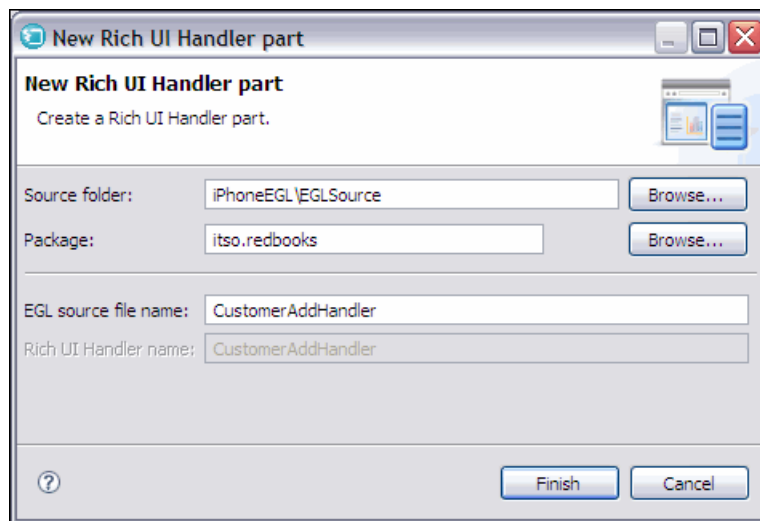 New Rich UI Handler part
New Rich UI Handler part
Create a Rich UI Handler part.
Source folder: iPhoneEGL\EGLSource Browse...
Package: itso.redbooks Browse...
EGL source file name: CustomerAddHandler
Rich UI Handler name: CustomerAddHandler
? Finish Cancel